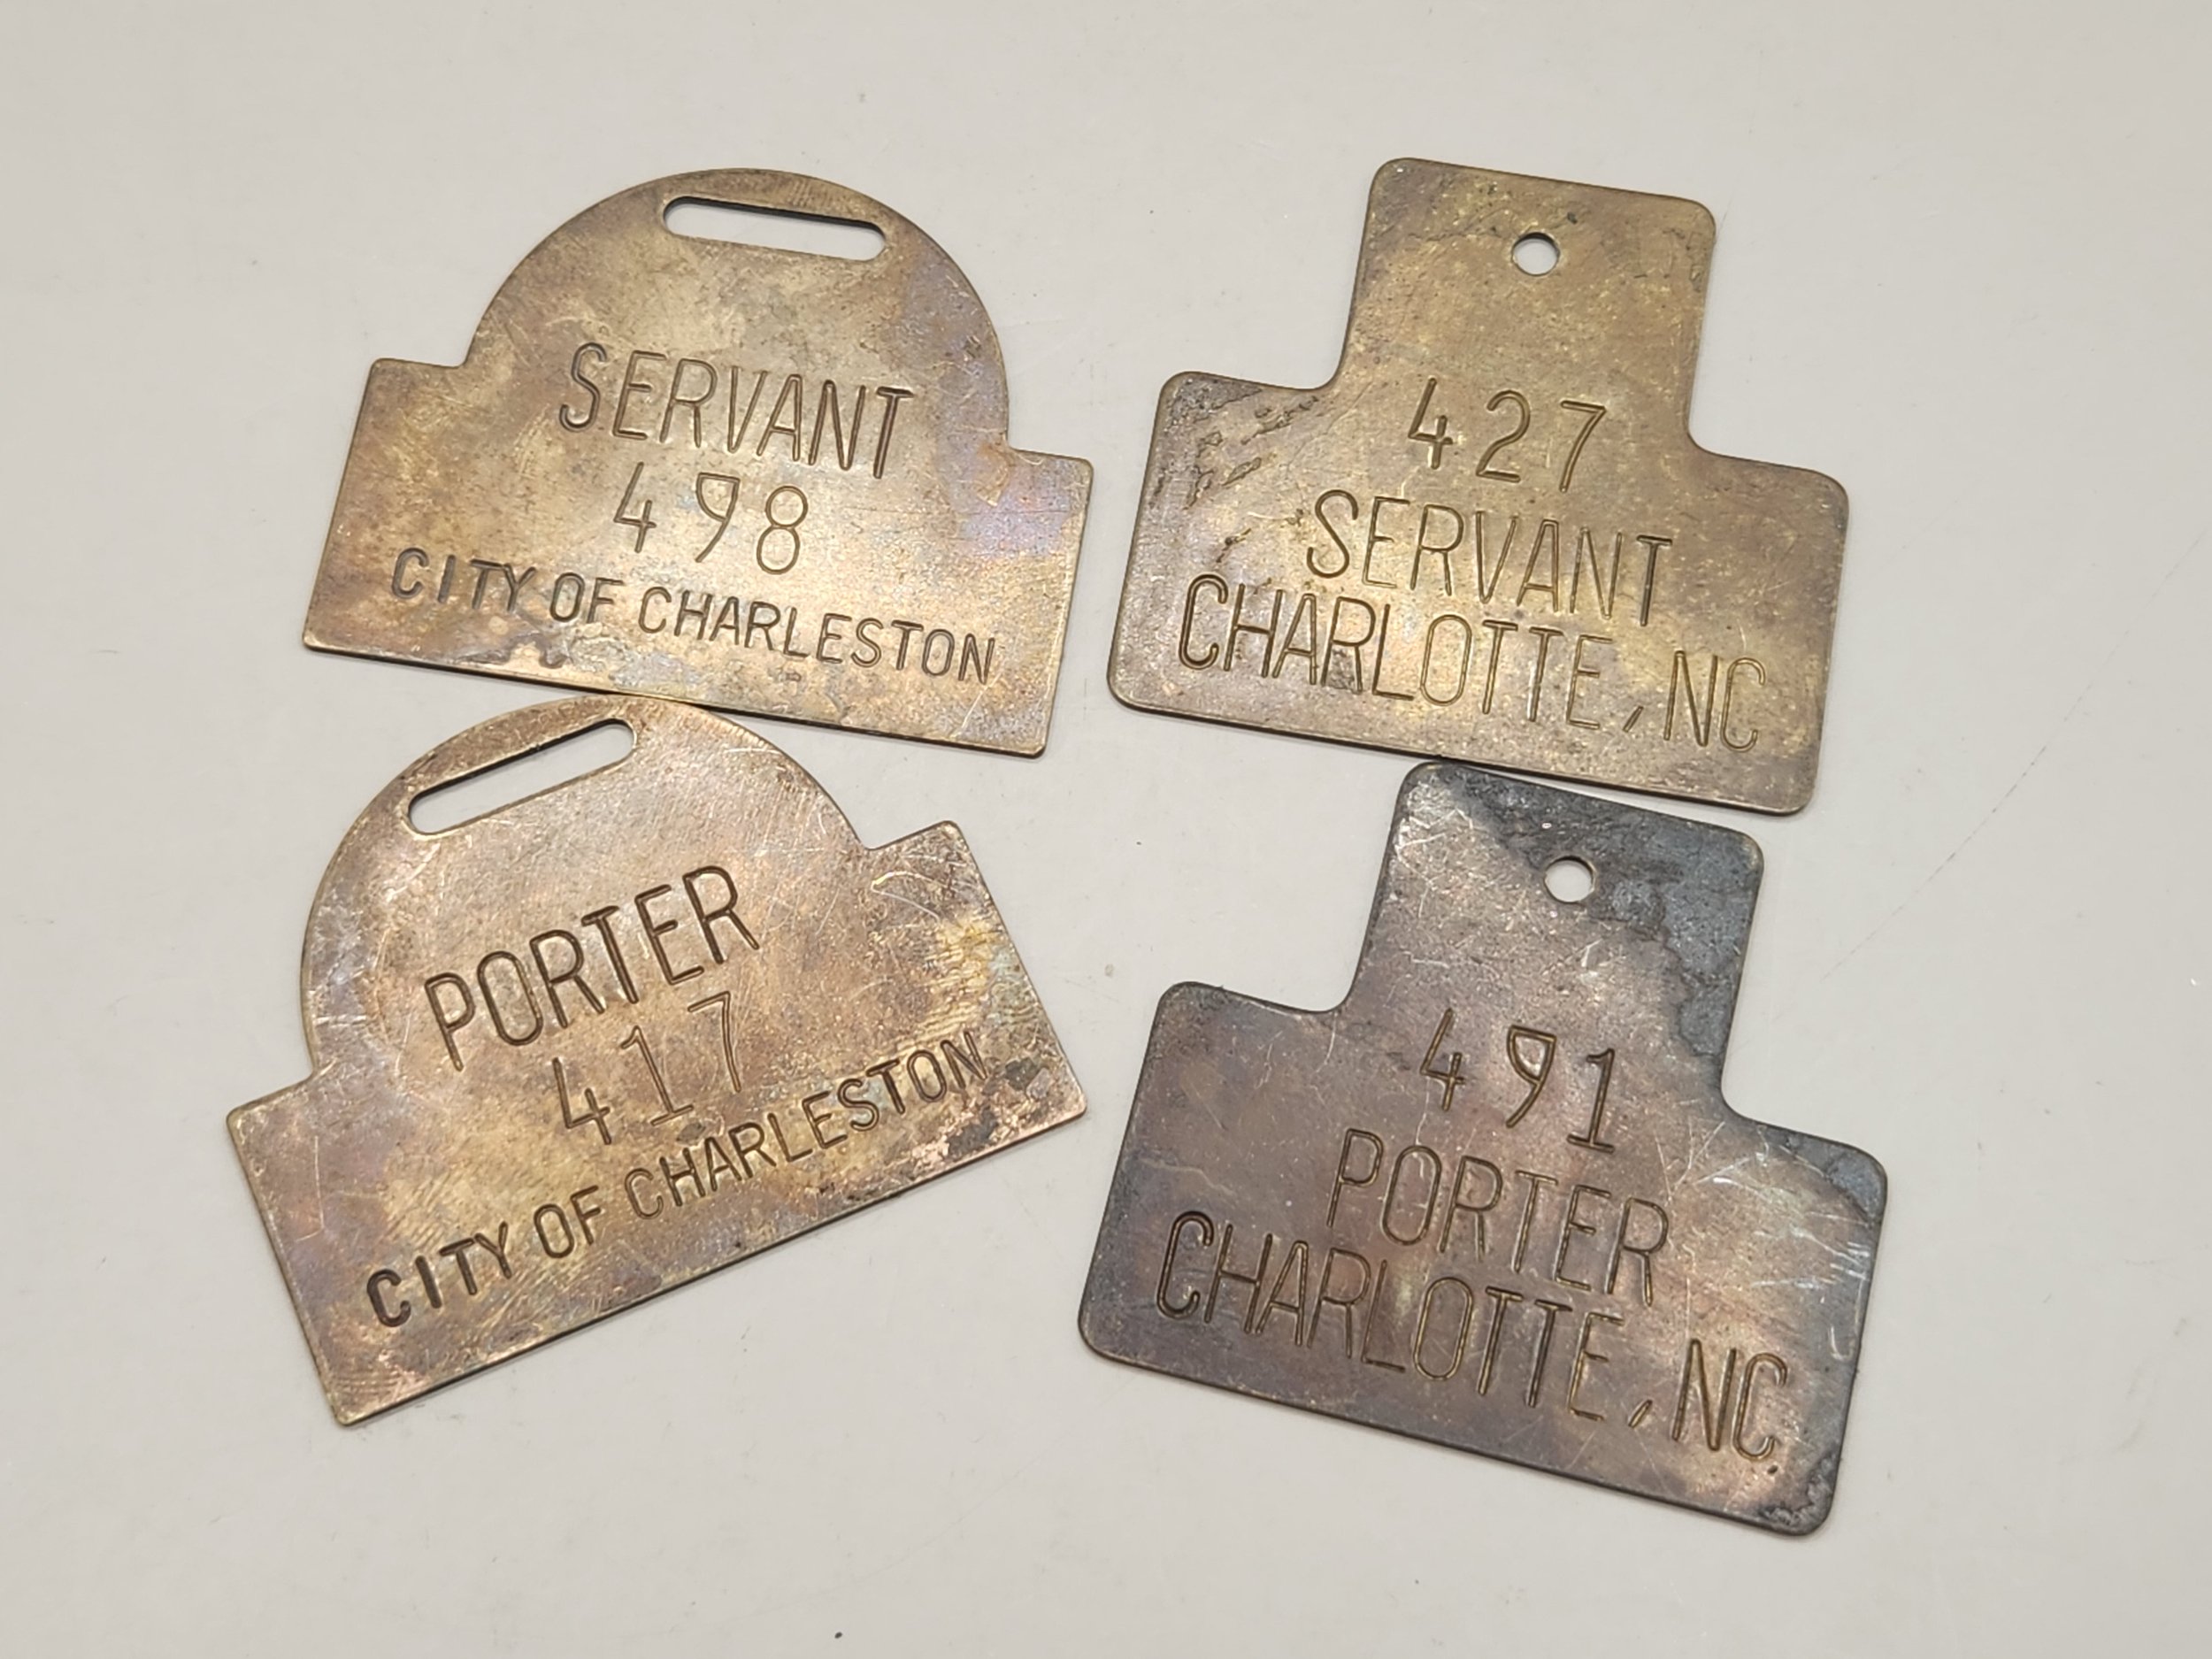 SERVANT
498
CITY OF CHARLESTON
427
SERVANT
CHARLOTTE, NC
PORTER
417
CITY OF CHARLESTON
491
PORTER
CHARLOTTE, NC